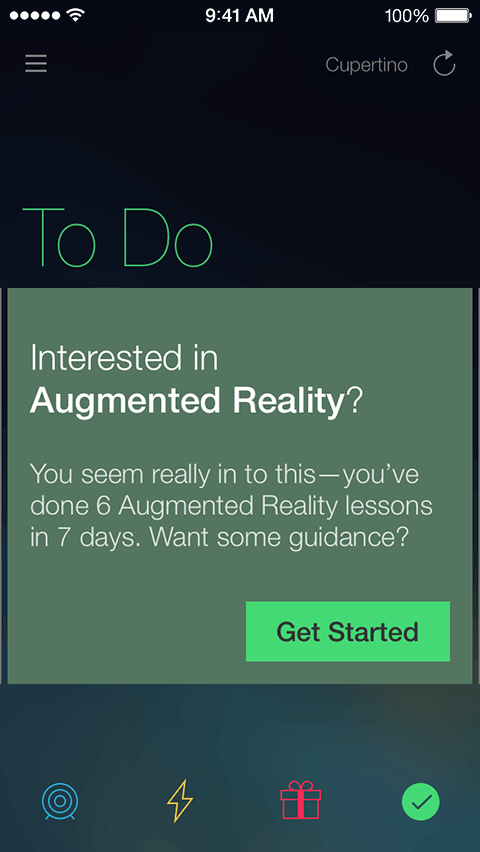 9:41 AM 100%
Cupertino
To Do
Interested in
Augmented Reality?
You seem really in to this—you’ve
done 6 Augmented Reality lessons
in 7 days. Want some guidance?
Get Started